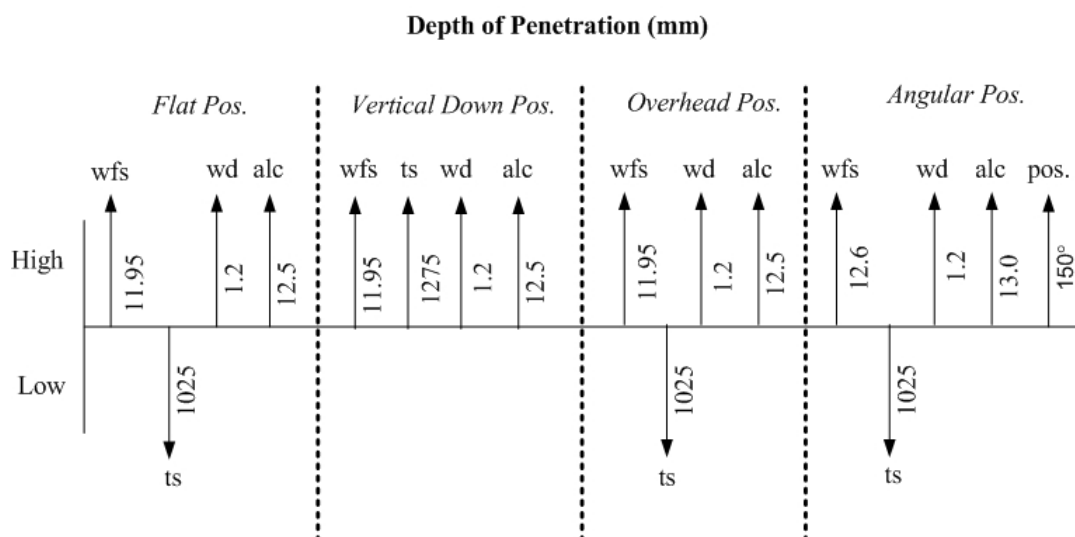 Depth of Penetration (mm)
Flat Pos. Vertical Down Pos. Overhead Pos. Angular Pos.
wfs wd alc wfs ts wd alc wfs wd alc wfs wd alc pos.
High 11.95 1.2 12.5 11.95 1275 1.2 12.5 11.95 1.2 12.5 12.6 1.2 13.0 150°
Low 1025 1025 1025
ts ts ts